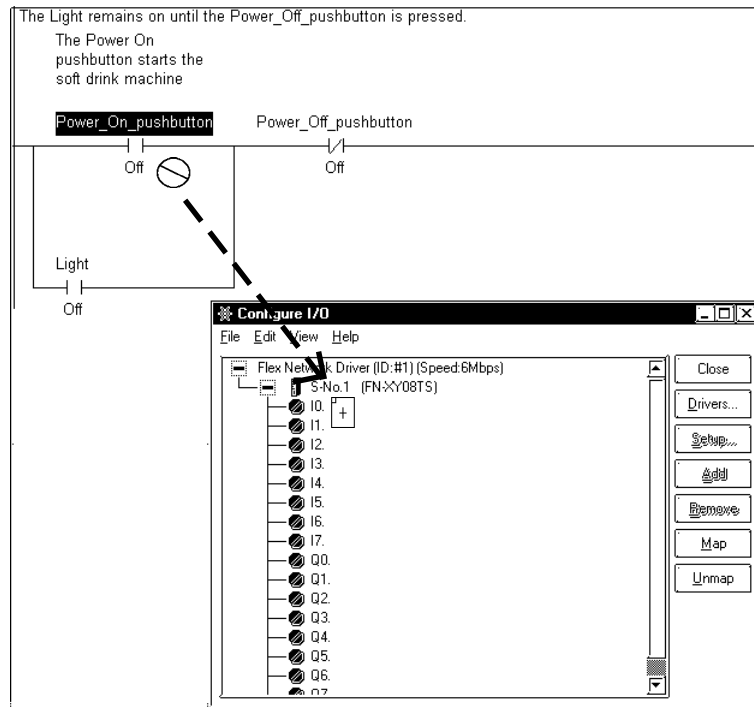 The Light remains on until the Power_Off_pushbutton is pressed.
The Power On
pushbutton starts the
soft drink machine
Power_On_pushbutton
Power_Off_pushbutton
Off
Off
Light
Off
Configure I/O
File Edit View Help
Flex Network Driver (ID:#1) (Speed:6Mbps)
S-No.1 (FN-XY08TS)
I0.
I1.
I2.
I3.
I4.
I5.
I6.
I7.
Q0.
Q1.
Q2.
Q3.
Q4.
Q5.
Q6.
Q7.
Close
Drivers...
Setup...
Add
Remove
Map
Unmap